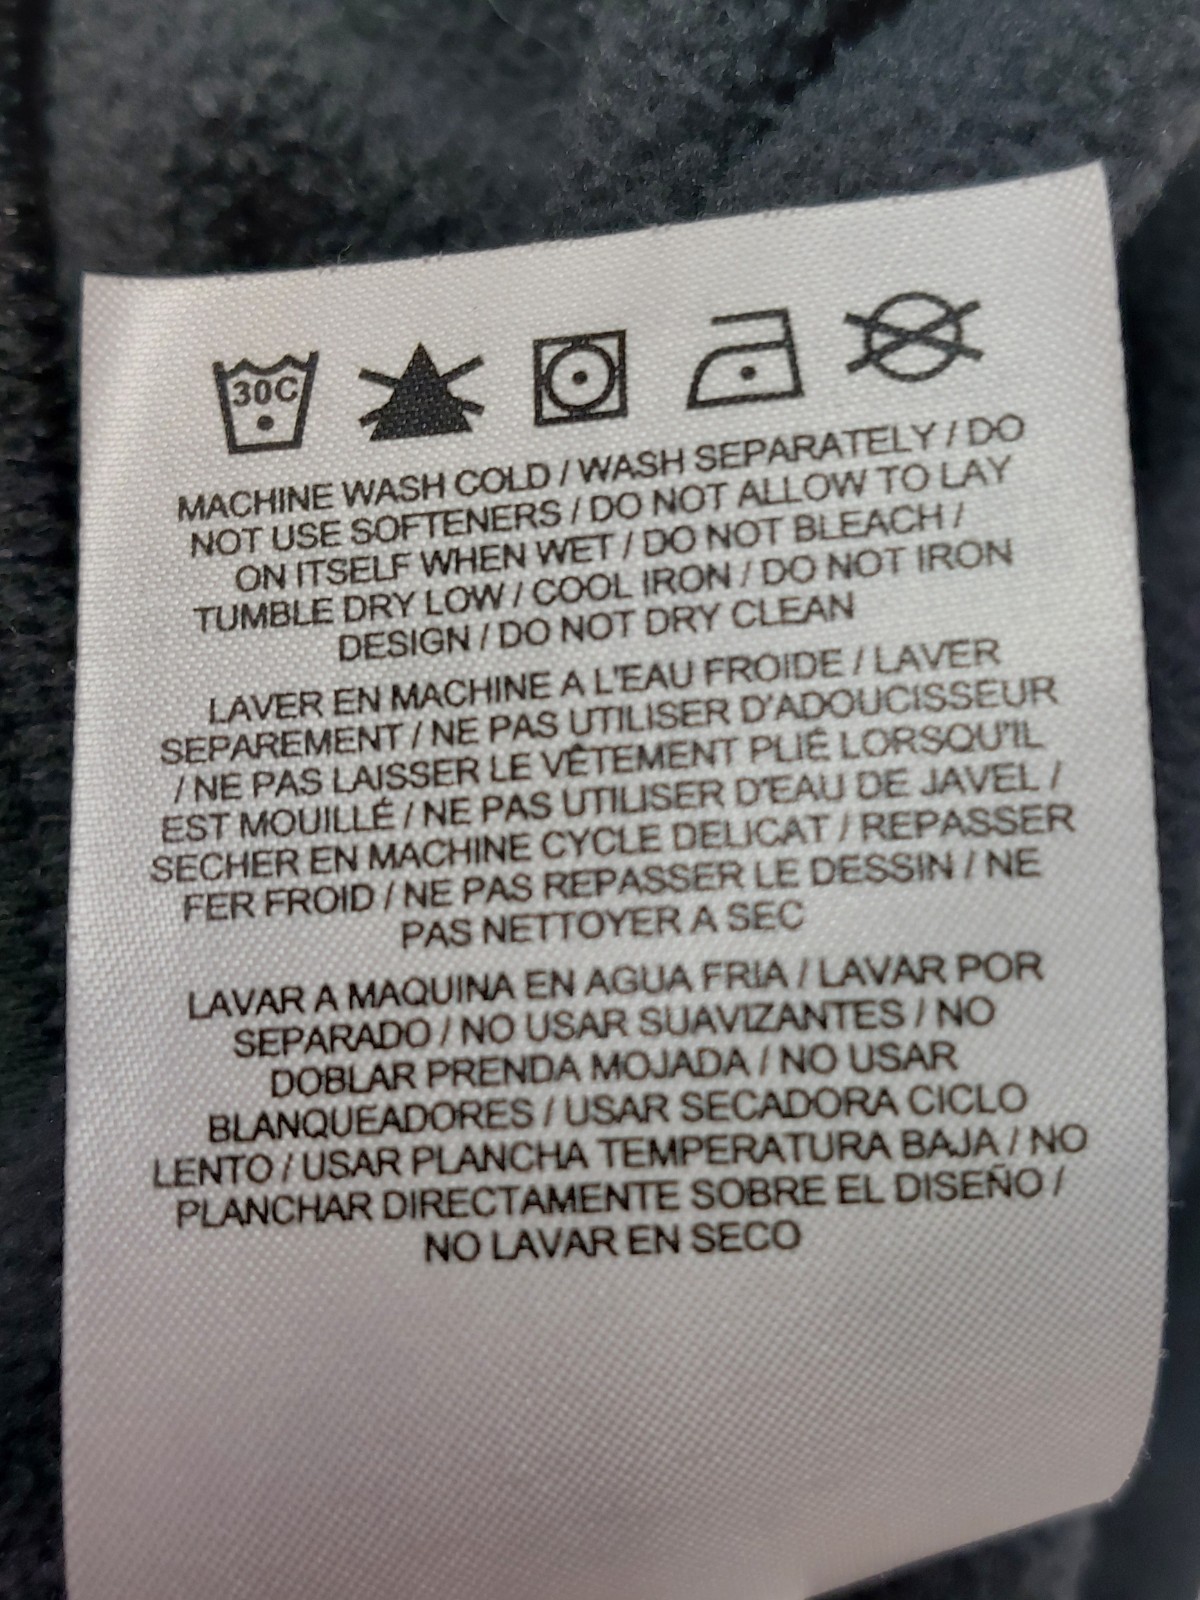 30C
MACHINE WASH COLD / WASH SEPARATELY / DO
NOT USE SOFTENERS / DO NOT ALLOW TO LAY
ON ITSELF WHEN WET / DO NOT BLEACH /
TUMBLE DRY LOW / COOL IRON / DO NOT IRON
DESIGN / DO NOT DRY CLEAN
LAVER EN MACHINE A L'EAU FROIDE / LAVER
SEPAREMENT / NE PAS UTILISER D'ADOUCISSEUR
/ NE PAS LAISSER LE VÊTEMENT PLIÉ LORSQU'IL
EST MOUILLÉ / NE PAS UTILISER D'EAU DE JAVEL /
SECHER EN MACHINE CYCLE DELICAT / REPASSER
FER FROID / NE PAS REPASSER LE DESSIN / NE
PAS NETTOYER A SEC
LAVAR A MAQUINA EN AGUA FRIA / LAVAR POR
SEPARADO / NO USAR SUAVIZANTES / NO
DOBLAR PRENDA MOJADA / NO USAR
BLANQUEADORES / USAR SECADORA CICLO
LENTO / USAR PLANCHA TEMPERATURA BAJA / NO
PLANCHAR DIRECTAMENTE SOBRE EL DISEÑO /
NO LAVAR EN SECO